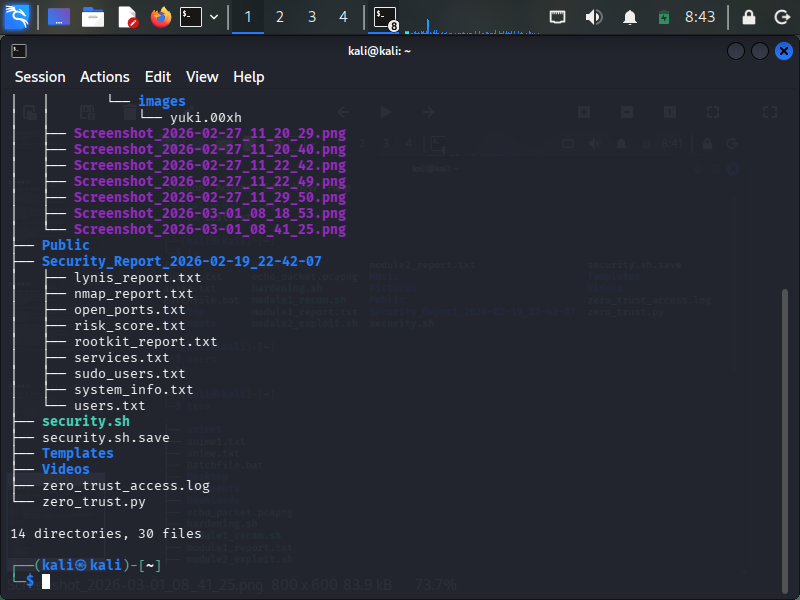 1 2 3 4 8 8:43
kali@kali: ~
Session Actions Edit View Help
│   │       └── images
│   │           └── yuki.00xh
│   ├── Screenshot_2026-02-27_11_20_29.png
│   ├── Screenshot_2026-02-27_11_20_40.png
│   ├── Screenshot_2026-02-27_11_22_42.png
│   ├── Screenshot_2026-02-27_11_22_49.png
│   ├── Screenshot_2026-02-27_11_29_50.png
│   ├── Screenshot_2026-03-01_08_18_53.png
│   └── Screenshot_2026-03-01_08_41_25.png
├── Public
├── Security_Report_2026-02-19_22-42-07
│   ├── lynis_report.txt
│   ├── nmap_report.txt
│   ├── open_ports.txt
│   ├── risk_score.txt
│   ├── rootkit_report.txt
│   ├── services.txt
│   ├── sudo_users.txt
│   ├── system_info.txt
│   └── users.txt
├── security.sh
├── security.sh.save
├── Templates
├── Videos
├── zero_trust_access.log
└── zero_trust.py
14 directories, 30 files
┌──(kali㉿kali)-[~]
└─$